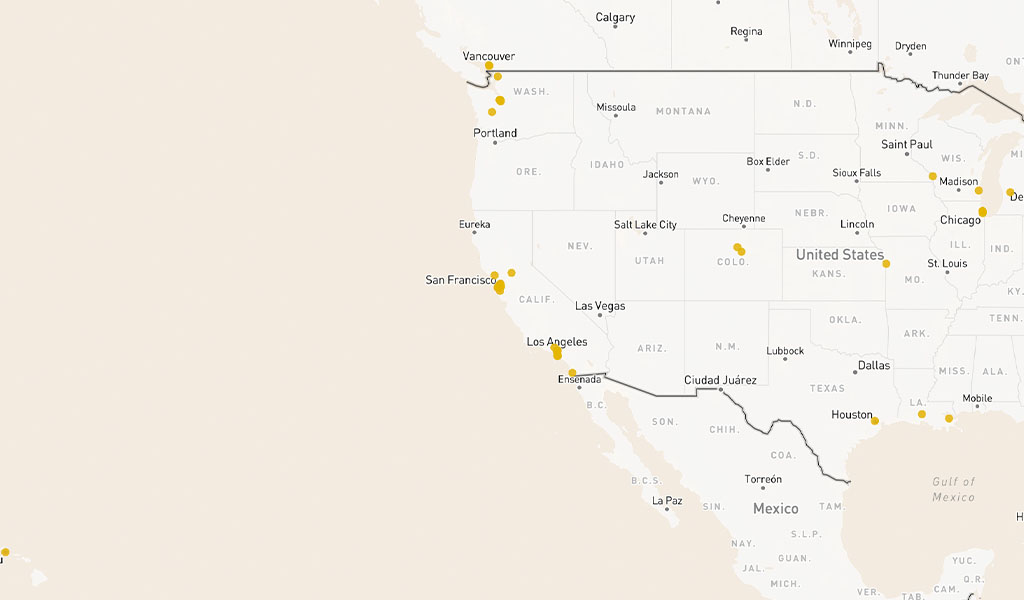 Calgary
Regina
Winnipeg
Dryden
Vancouver
ONT
Thunder Bay
WASH.
Missoula
MONTANA
N.D.
MINN.
Portland
Saint Paul
WIS.
MI
S.D.
Box Elder
IDAHO
ORE.
Jackson
WYO.
Sioux Falls
Madison
De
NEBR.
IOWA
Chicago
Eureka
Salt Lake City
Cheyenne
Lincoln
NEV.
UTAH
COLO.
United States
ILL.
IND.
St. Louis
KANS.
MO.
San Francisco
CALIF.
KY.
Las Vegas
OKLA.
TENN.
ARK.
Los Angeles
ARIZ.
N.M.
Lubbock
Dallas
MISS.
ALA.
Ensenada
Ciudad Juárez
TEXAS
LA.
Mobile
B.C.
Houston
SON.
CHIH.
COA.
B.C.S.
Torreón
Gulf of
Mexico
La Paz
SIN.
Mexico
TAM.
H
S.L.P.
NAY.
GUAN.
YUC.
JAL.
MICH.
Q.R.
CAM.
VER.
TAB.
u